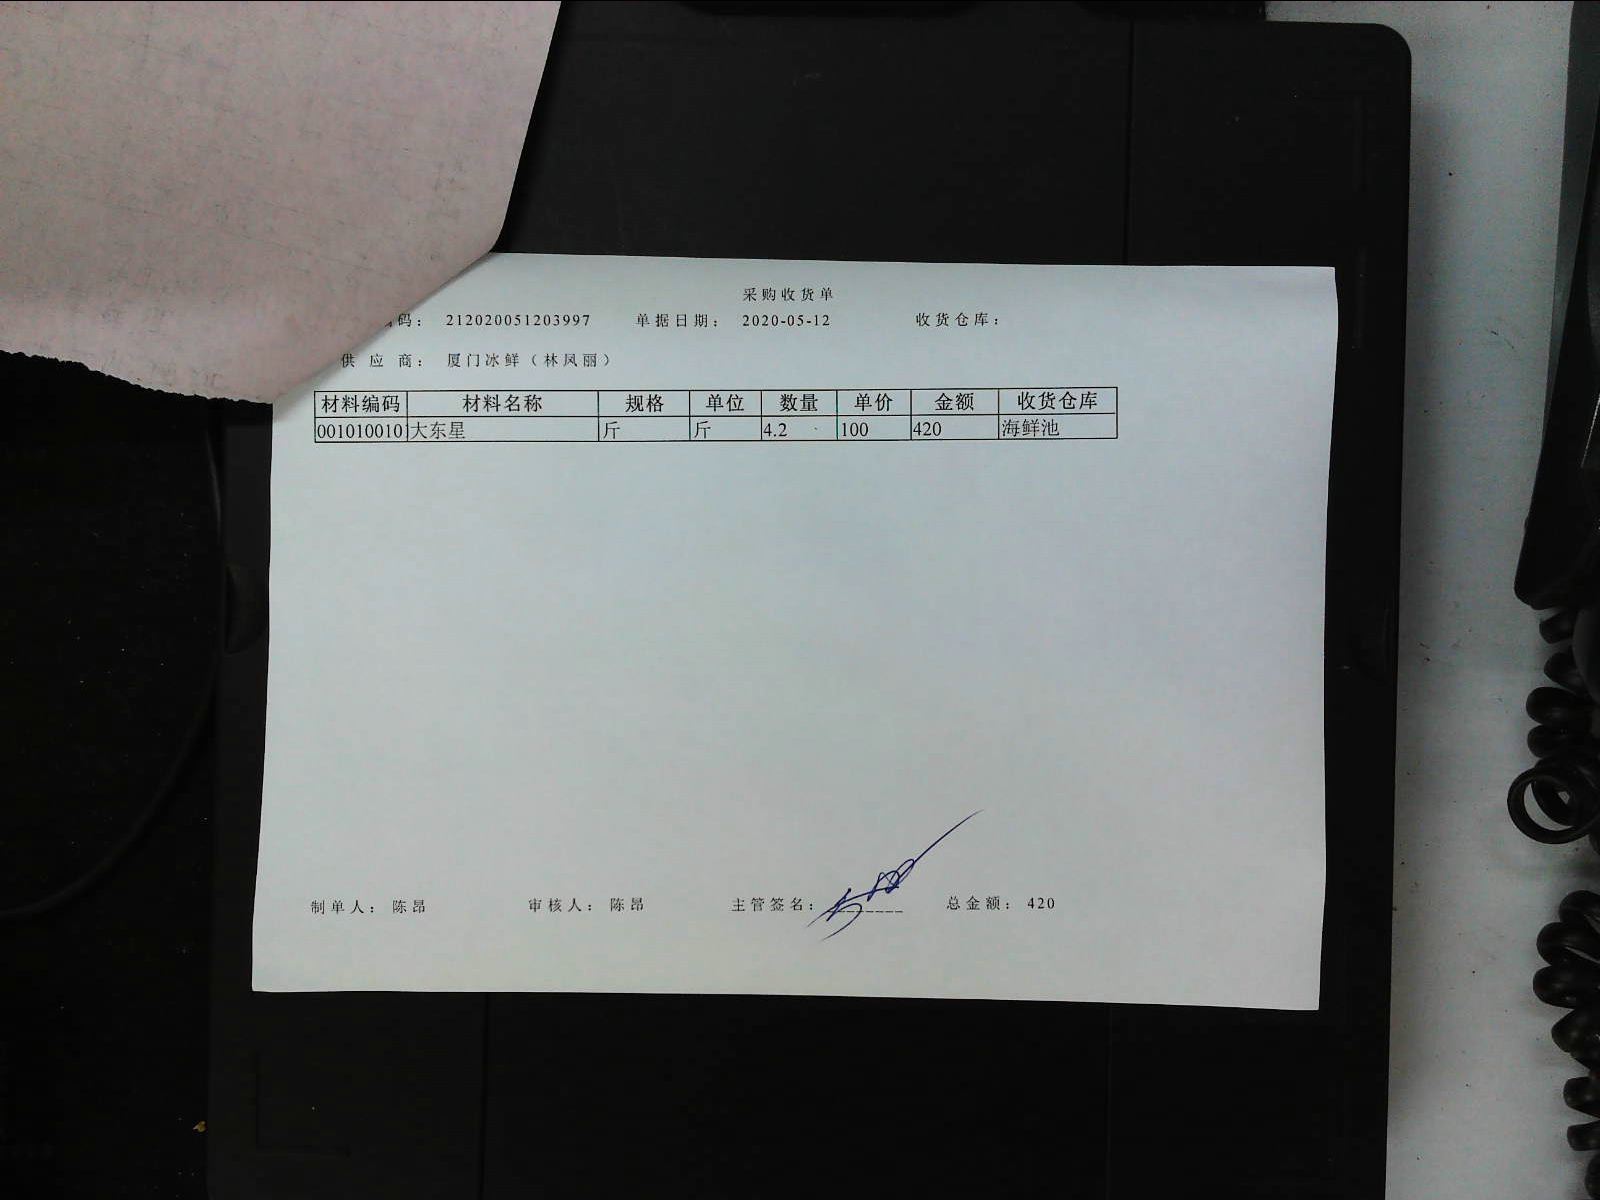 采购收货单
码: 212020051203997 单据日期: 2020-05-12 收货仓库:
供应商: 厦门冰鲜（林凤丽）
材料编码 材料名称 规格 单位 数量 单价 金额 收货仓库
001010010 大东星 斤 斤 4.2 100 420 海鲜池
制单人: 陈昂 审核人: 陈昂 主管签名: 总金额: 420